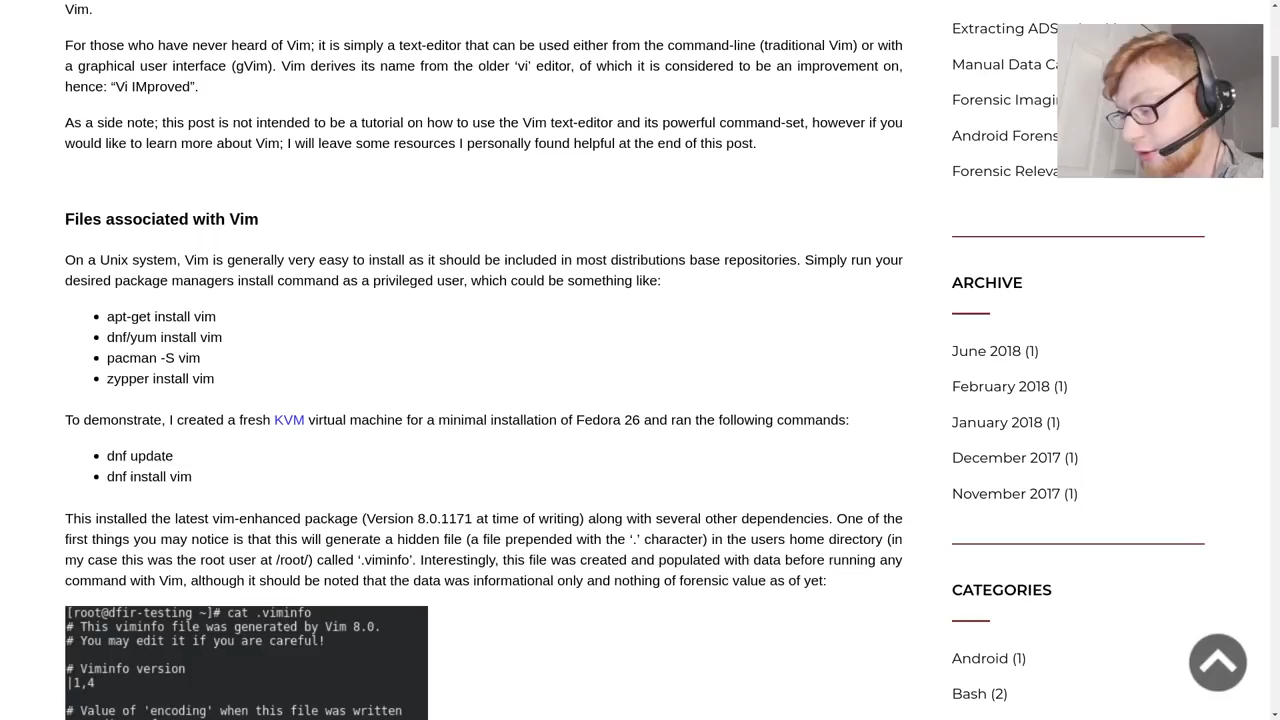 Vim.
For those who have never heard of Vim; it is simply a text-editor that can be used either from the command-line (traditional Vim) or with
a graphical user interface (gVim). Vim derives its name from the older ‘vi’ editor, of which it is considered to be an improvement on,
hence: “Vi IMproved”.
As a side note; this post is not intended to be a tutorial on how to use the Vim text-editor and its powerful command-set, however if you
would like to learn more about Vim; I will leave some resources I personally found helpful at the end of this post.
Files associated with Vim
On a Unix system, Vim is generally very easy to install as it should be included in most distributions base repositories. Simply run your
desired package managers install command as a privileged user, which could be something like:
apt-get install vim
dnf/yum install vim
pacman -S vim
zypper install vim
To demonstrate, I created a fresh KVM virtual machine for a minimal installation of Fedora 26 and ran the following commands:
dnf update
dnf install vim
This installed the latest vim-enhanced package (Version 8.0.1171 at time of writing) along with several other dependencies. One of the
first things you may notice is that this will generate a hidden file (a file prepended with the ‘.’ character) in the users home directory (in
my case this was the root user at /root/) called ‘.viminfo’. Interestingly, this file was created and populated with data before running any
command with Vim, although it should be noted that the data was informational only and nothing of forensic value as of yet:
[root@dfir-testing ~]# cat .viminfo
# This viminfo file was generated by Vim 8.0.
# You may edit it if you are careful!
# Viminfo version
|1,4
# Value of 'encoding' when this file was written
Extracting ADS
Manual Data
Forensic
Android
Forensic
ARCHIVE
June 2018 (1)
February 2018 (1)
January 2018 (1)
December 2017 (1)
November 2017 (1)
CATEGORIES
Android (1)
Bash (2)